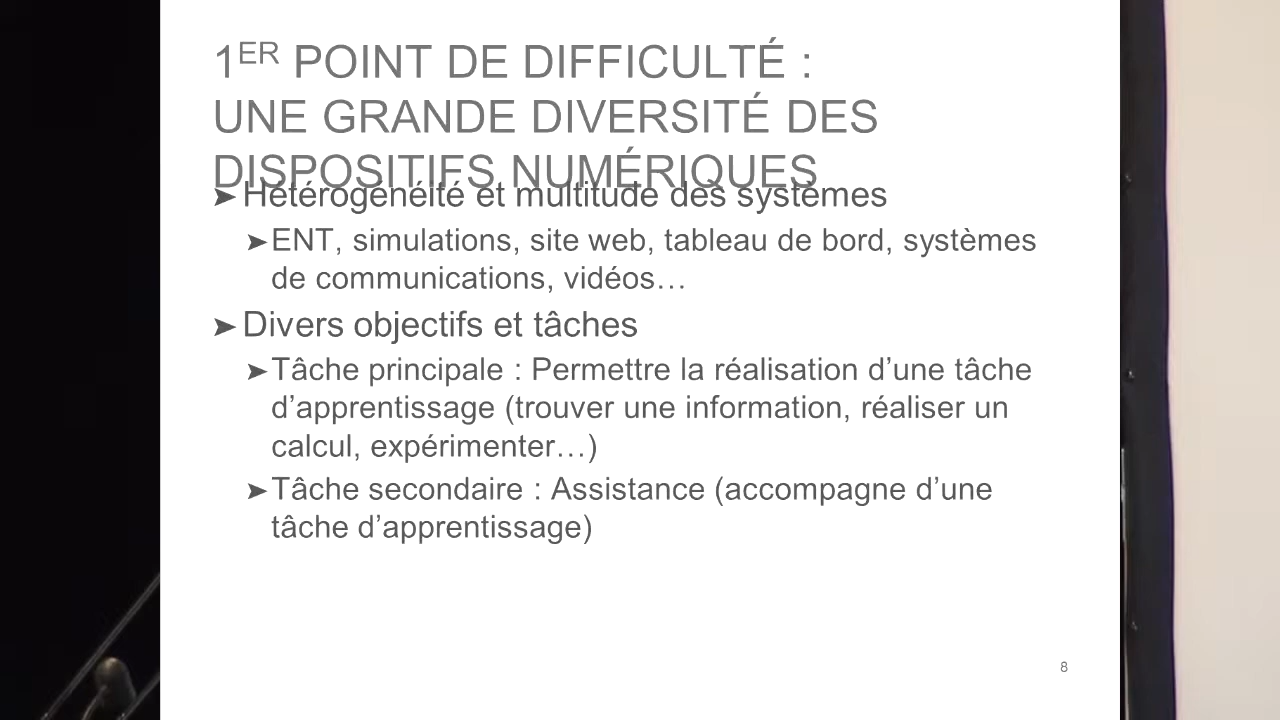 1ER POINT DE DIFFICULTÉ :
UNE GRANDE DIVERSITÉ DES
DISPOSITIFS NUMÉRIQUES
➤Hétérogénéité et multitude des systèmes
➤ENT, simulations, site web, tableau de bord, systèmes
de communications, vidéos…
➤Divers objectifs et tâches
➤Tâche principale : Permettre la réalisation d’une tâche
d’apprentissage (trouver une information, réaliser un
calcul, expérimenter…)
➤Tâche secondaire : Assistance (accompagne d’une
tâche d’apprentissage)
8